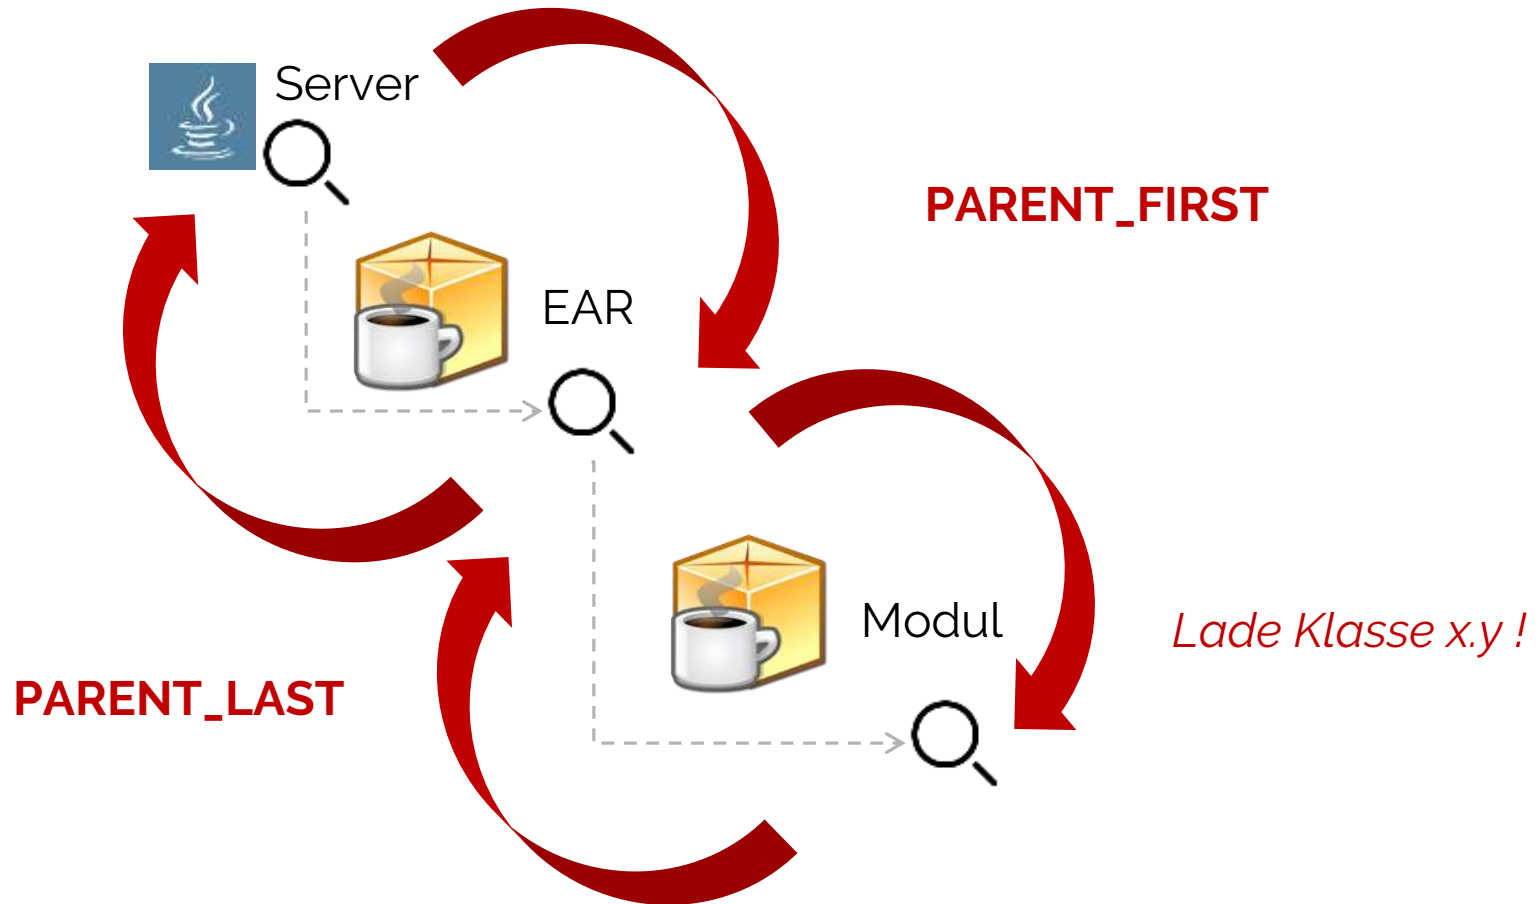 Server
PARENT_FIRST
EAR
Modul
Lade Klasse x.y !
PARENT_LAST